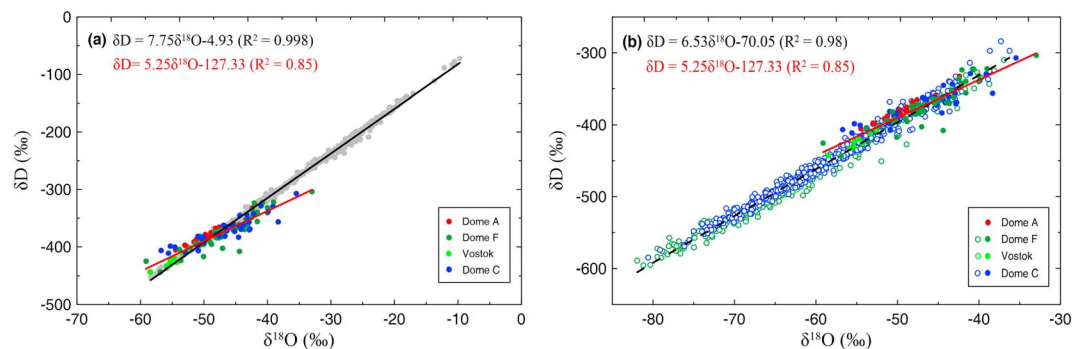 (a)
δD = 7.75δ¹⁸O-4.93 (R² = 0.998)
δD= 5.25δ¹⁸O-127.33 (R² = 0.85)
0
-100
-200
-300
-400
-500
δD (‰)
-70
-60
-50
-40
-30
-20
-10
0
δ¹⁸O (‰)
Dome A
Dome F
Vostok
Dome C
(b)
δD = 6.53δ¹⁸O-70.05 (R² = 0.98)
δD= 5.25δ¹⁸O-127.33 (R² = 0.85)
-300
-400
-500
-600
δD (‰)
-80
-70
-60
-50
-40
-30
δ¹⁸O (‰)
Dome A
Dome F
Vostok
Dome C